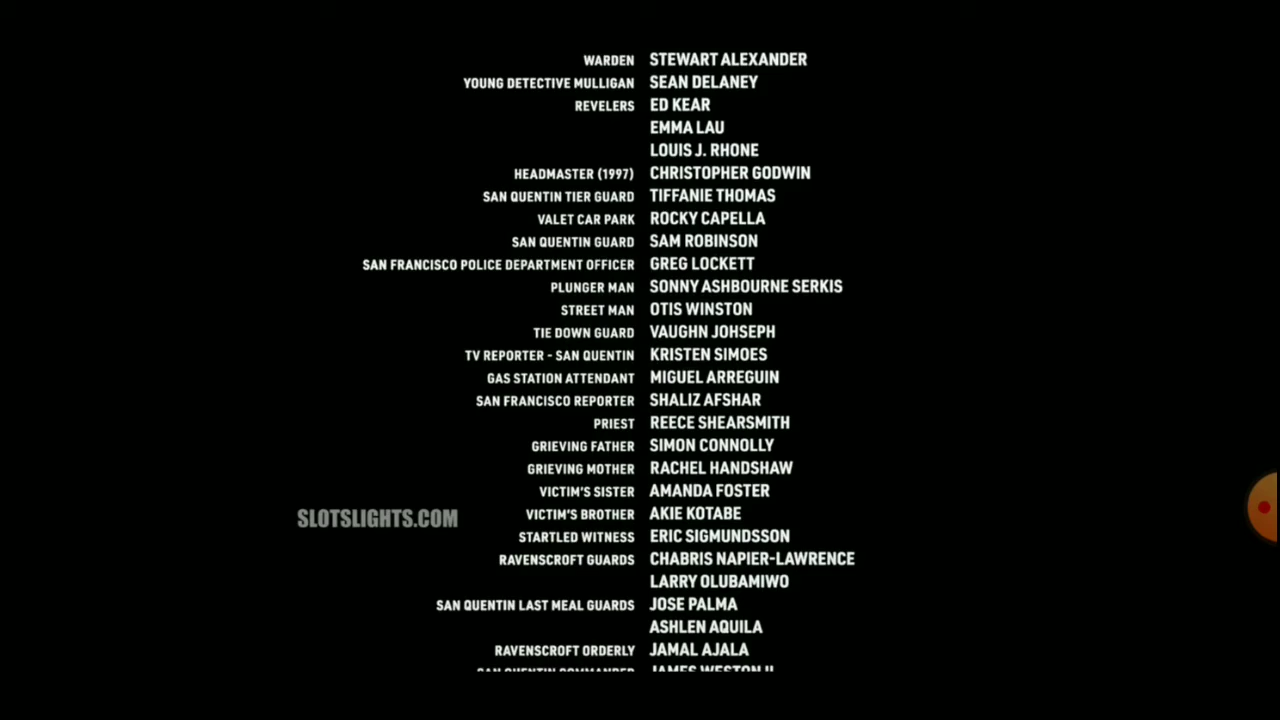 WARDEN STEWART ALEXANDER
YOUNG DETECTIVE MULLIGAN SEAN DELANEY
REVELERS ED KEAR
EMMA LAU
LOUIS J. RHONE
HEADMASTER (1997) CHRISTOPHER GODWIN
SAN QUENTIN TIER GUARD TIFFANIE THOMAS
VALET CAR PARK ROCKY CAPELLA
SAN QUENTIN GUARD SAM ROBINSON
SAN FRANCISCO POLICE DEPARTMENT OFFICER GREG LOCKETT
PLUNGER MAN SONNY ASHBOURNE SERKIS
STREET MAN OTIS WINSTON
TIE DOWN GUARD VAUGHN JOHSEPH
TV REPORTER - SAN QUENTIN KRISTEN SIMOES
GAS STATION ATTENDANT MIGUEL ARREGUIN
SAN FRANCISCO REPORTER SHALIZ AFSHAR
PRIEST REECE SHEARSMITH
GRIEVING FATHER SIMON CONNOLLY
GRIEVING MOTHER RACHEL HANDSHAW
VICTIM'S SISTER AMANDA FOSTER
VICTIM'S BROTHER AKIE KOTABE
SLOTSLIGHTS.COM
STARTLED WITNESS ERIC SIGMUNDSSON
RAVENSCROFT GUARDS CHABRIS NAPIER-LAWRENCE
LARRY OLUBAMIWO
SAN QUENTIN LAST MEAL GUARDS JOSE PALMA
ASHLEN AQUILA
RAVENSCROFT ORDERLY JAMAL AJALA
SAN QUENTIN COMMANDER JAMES WESTON II